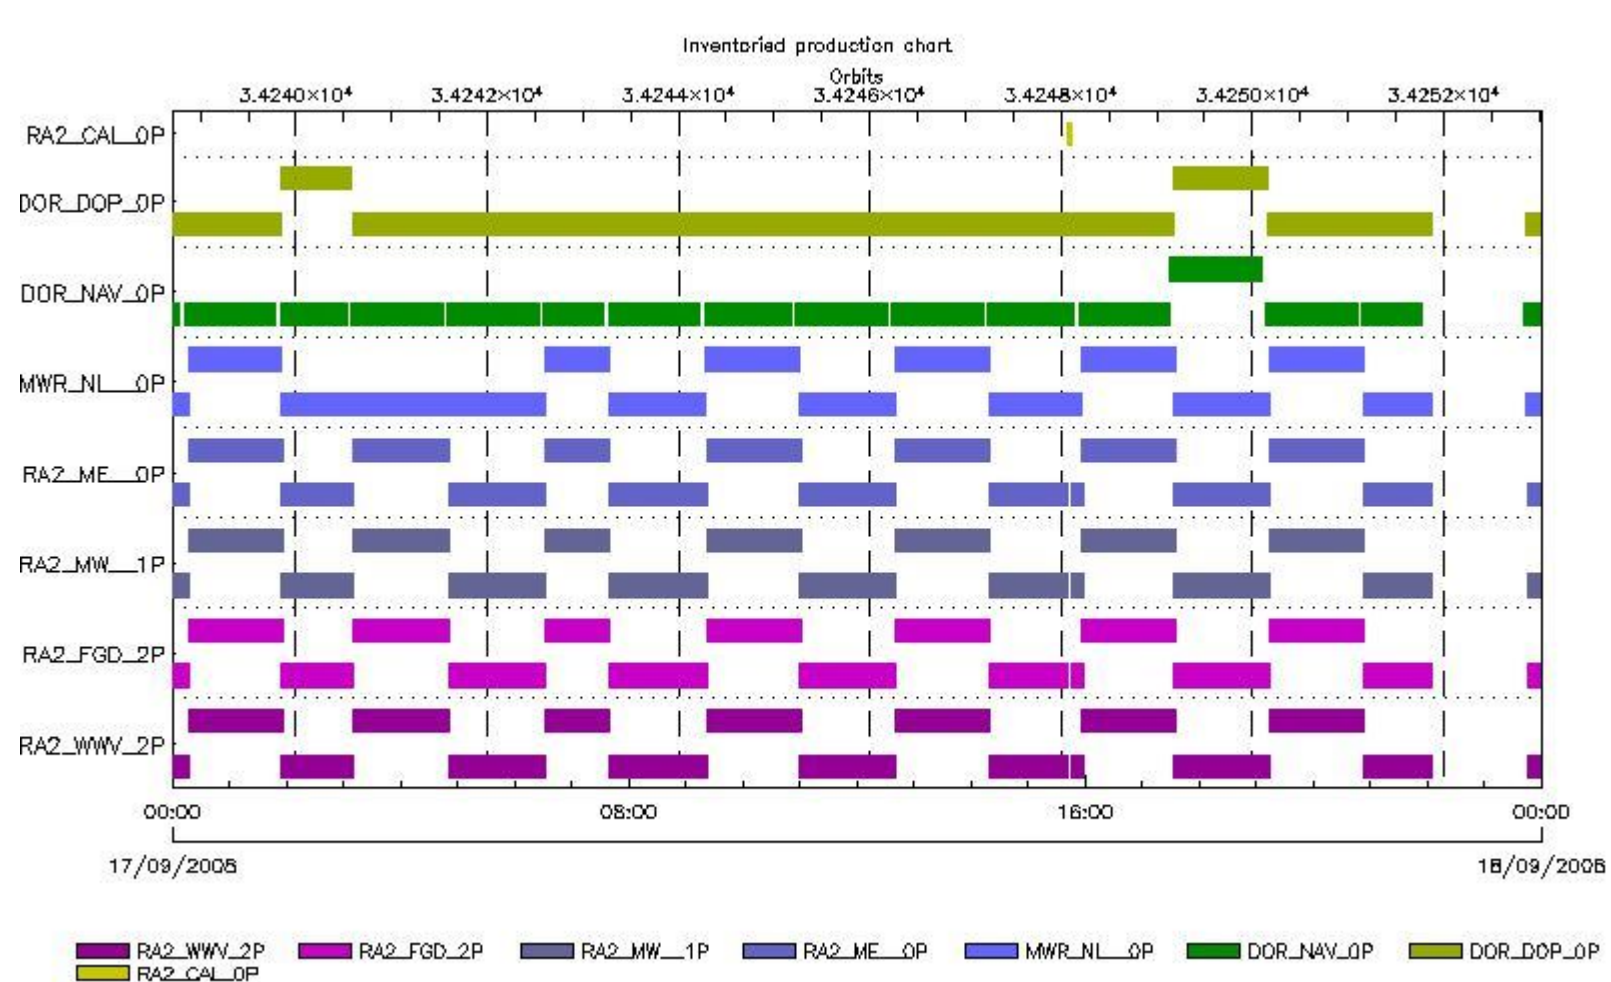 Inventoried production chart
Orbits
3.4240×10⁴ 3.4242×10⁴ 3.4244×10⁴ 3.4246×10⁴ 3.4248×10⁴ 3.4250×10⁴ 3.4252×10⁴
RA2_CAL_0P
DOR_DOP_0P
DOR_NAV_0P
MWR_NL__0P
RA2_ME__0P
RA2_MW__1P
RA2_FGD_2P
RA2_WWV_2P
00:00 08:00 16:00 00:00
17/09/2008 18/09/2008
RA2_WWV_2P RA2_FGD_2P RA2_MW__1P RA2_ME__0P MWR_NL__0P DOR_NAV_0P DOR_DOP_0P
RA2_CAL_0P